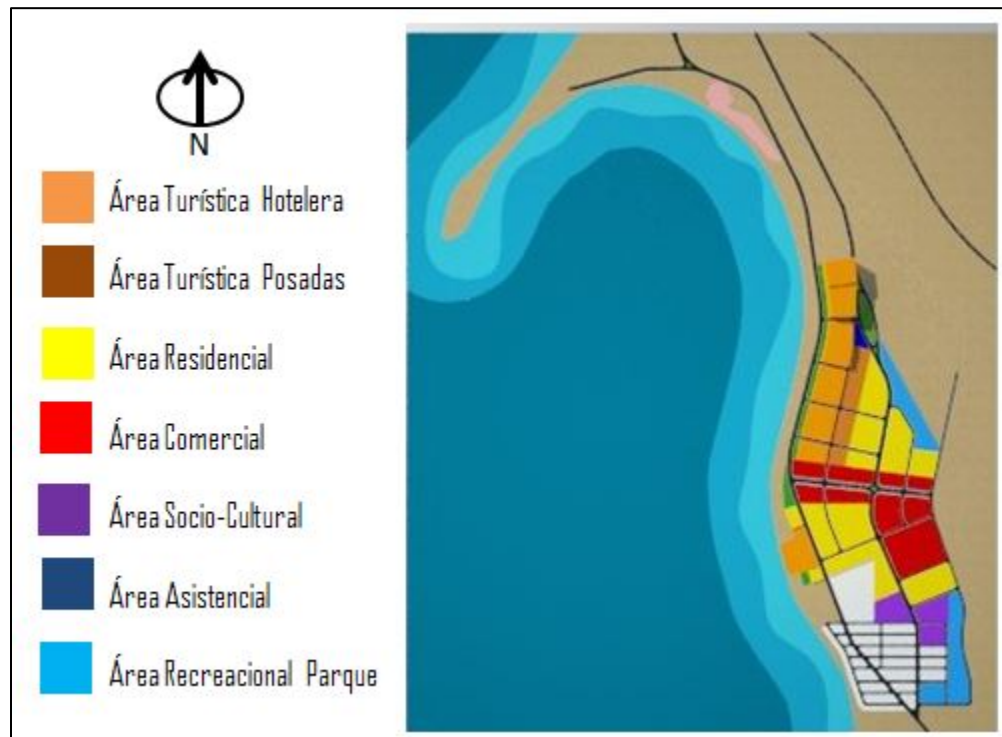 N
Área Turística Hotelera
Área Turística Posadas
Área Residencial
Área Comercial
Área Socio-Cultural
Área Asistencial
Área Recreacional Parque